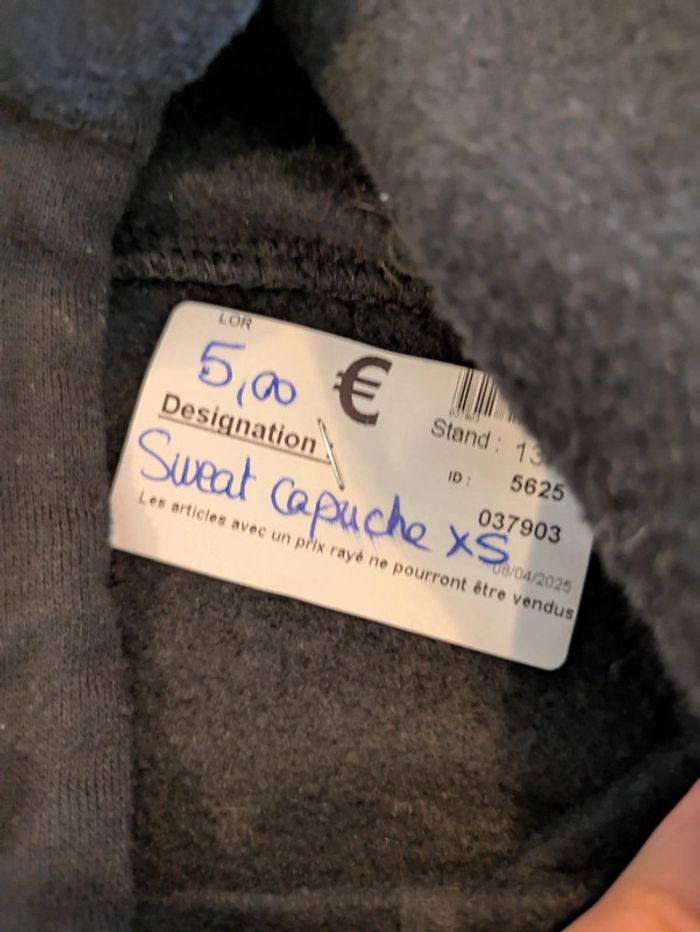 LOR
5,00 €
Designation :
Stand : 13
ID : 5625
037903
Sweat capuche XS
08/04/2025
Les articles avec un prix rayé ne pourront être vendus